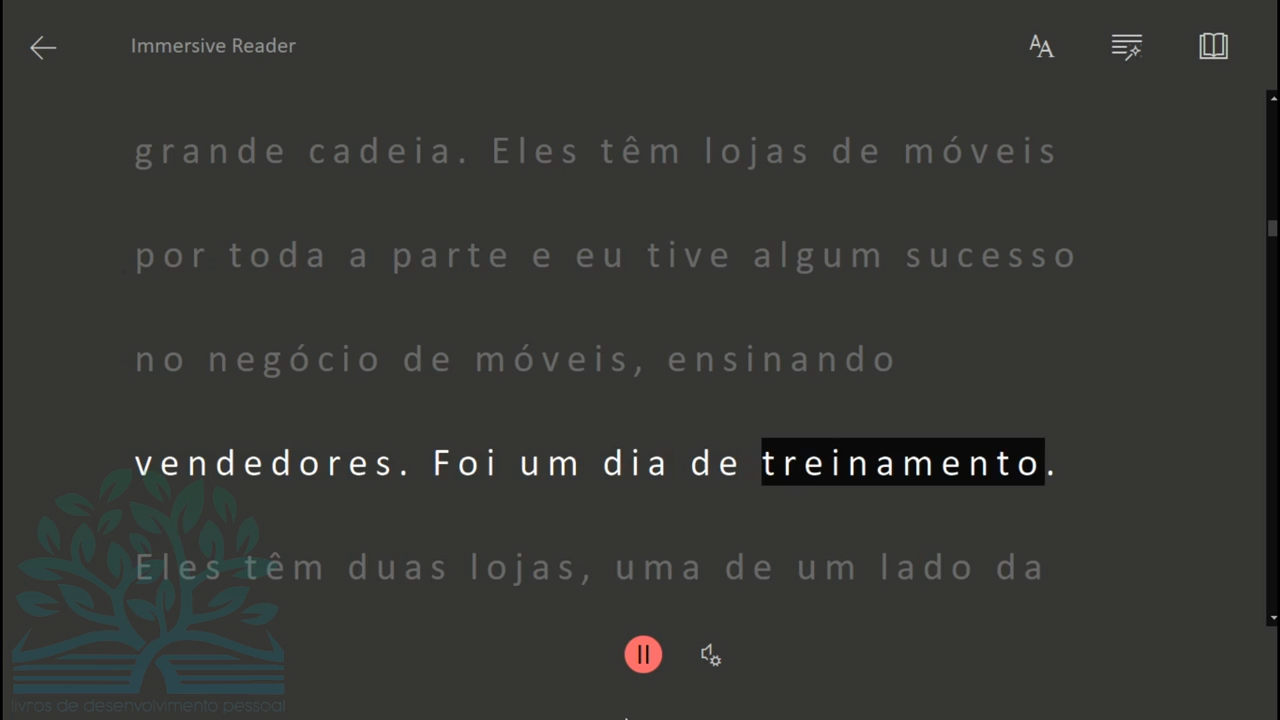 Immersive Reader
grande cadeia. Eles têm lojas de móveis
por toda a parte e eu tive algum sucesso
no negócio de móveis, ensinando
vendedores. Foi um dia de treinamento.
Eles têm duas lojas, uma de um lado da
livros de desenvolvimento pessoal